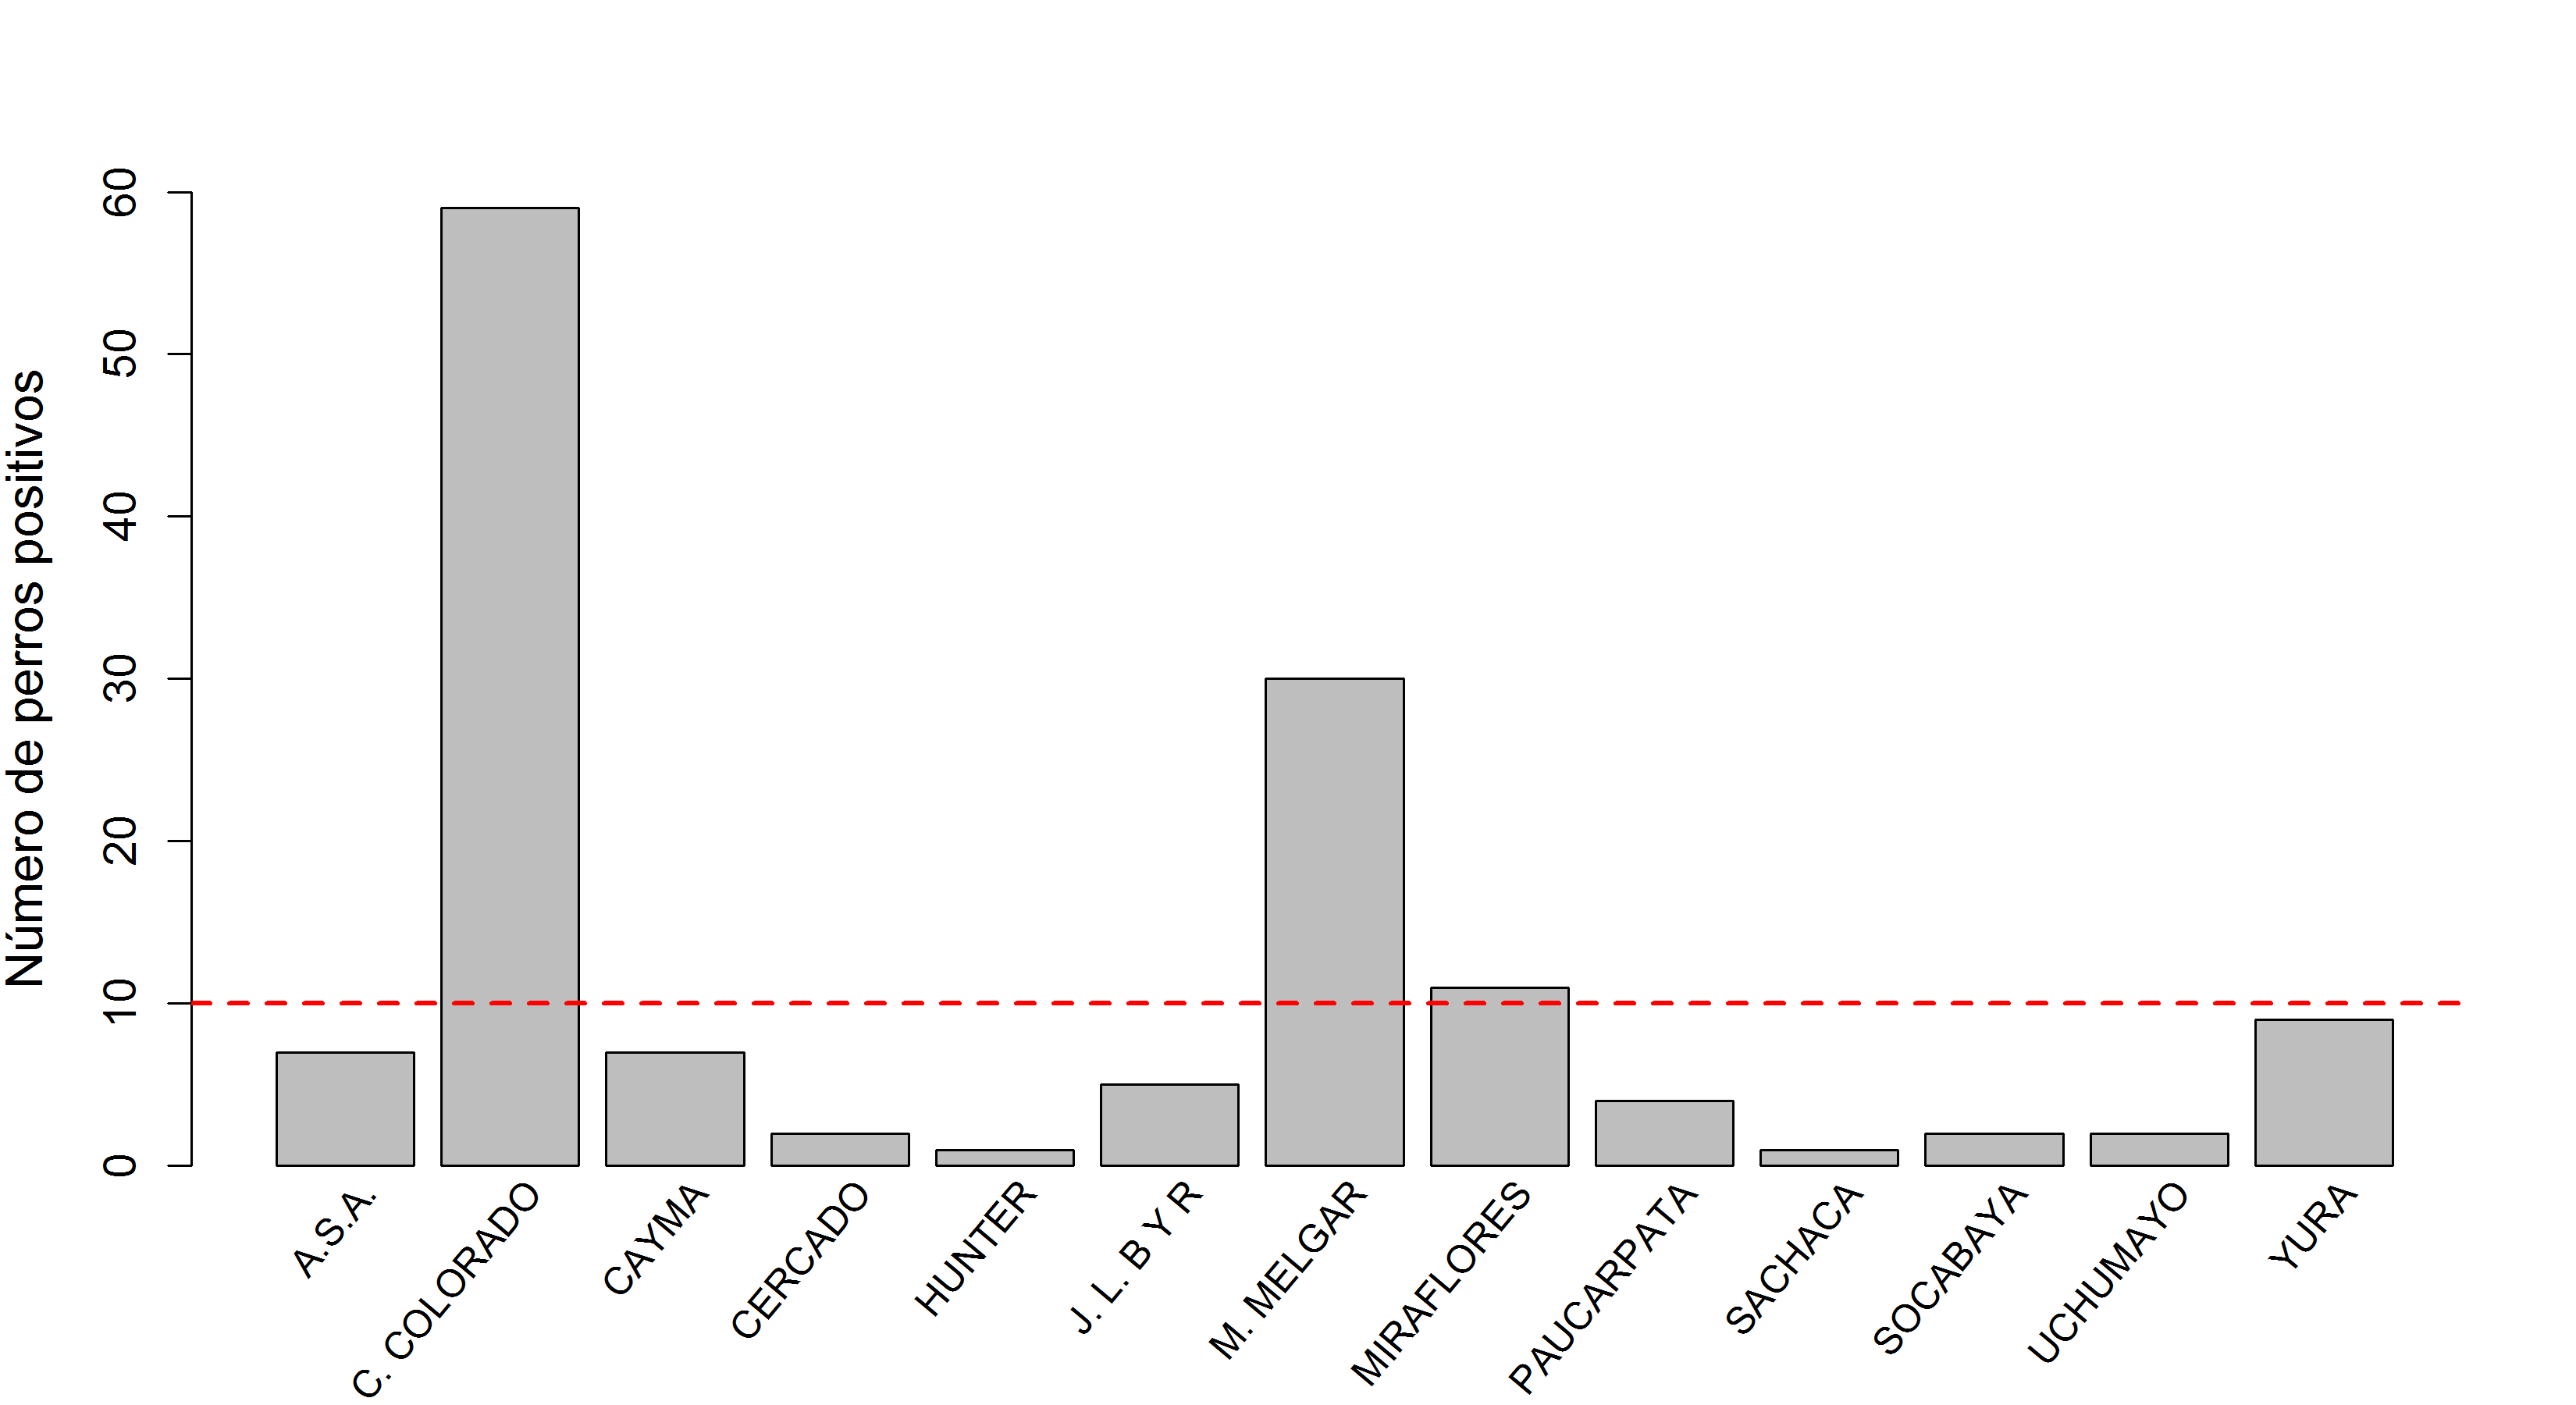 Número de perros positivos
60
50
40
30
20
10
0
A.S.A.
C. COLORADO
CAYMA
CERCADO
HUNTER
J. L. B Y R
M. MELGAR
MIRAFLORES
PAUCARPATA
SACHACA
SOCABAYA
UCHUMAYO
YURA